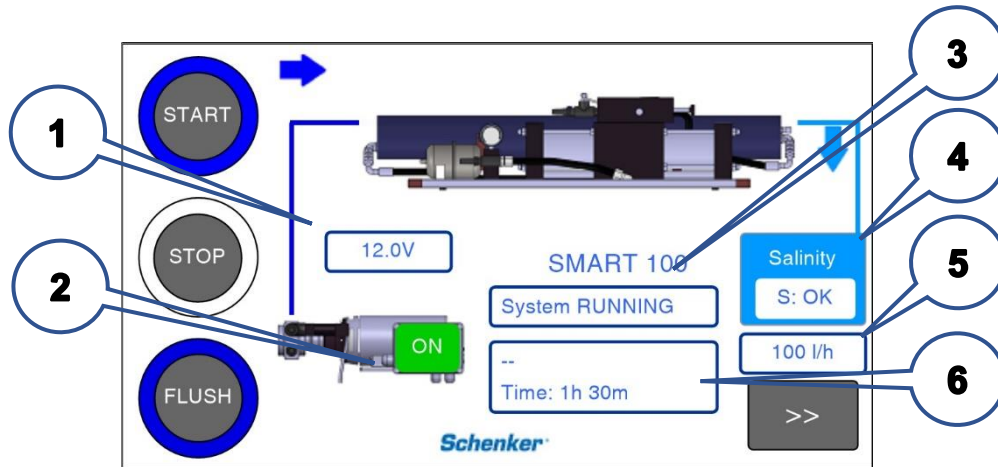 START
STOP
FLUSH
1
2
12.0V
ON
SMART 100
System RUNNING
--
Time: 1h 30m
Schenker
Salinity
S: OK
100 l/h
>>
3
4
5
6